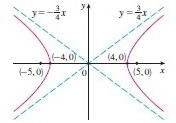 y=-3/4x y y=3/4x
(-4,0) (4,0)
(-5,0) 0 (5,0) x